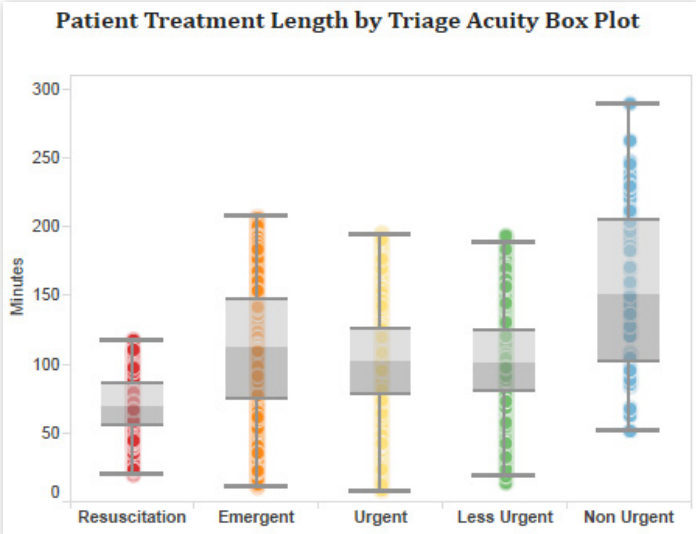 Patient Treatment Length by Triage Acuity Box Plot
300
250
200
150
100
50
0
Minutes
Resuscitation Emergent Urgent Less Urgent Non Urgent